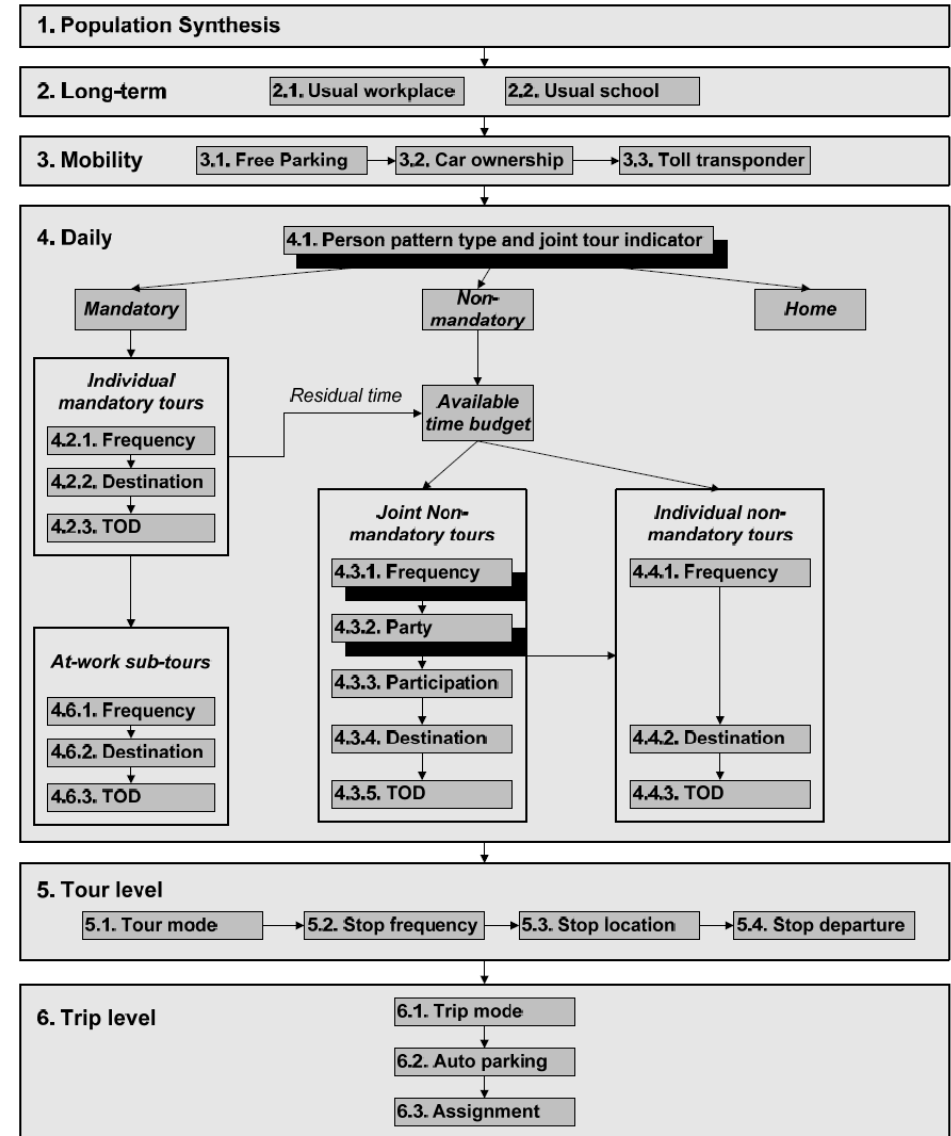 1. Population Synthesis
2. Long-term
2.1. Usual workplace
2.2. Usual school
3. Mobility
3.1. Free Parking
3.2. Car ownership
3.3. Toll transponder
4. Daily
4.1. Person pattern type and joint tour indicator
Mandatory
Non-
mandatory
Home
Individual
mandatory tours
4.2.1. Frequency
4.2.2. Destination
4.2.3. TOD
Residual time
Available
time budget
At-work sub-tours
4.6.1. Frequency
4.6.2. Destination
4.6.3. TOD
Joint Non-
mandatory tours
4.3.1. Frequency
4.3.2. Party
4.3.3. Participation
4.3.4. Destination
4.3.5. TOD
Individual non-
mandatory tours
4.4.1. Frequency
4.4.2. Destination
4.4.3. TOD
5. Tour level
5.1. Tour mode
5.2. Stop frequency
5.3. Stop location
5.4. Stop departure
6. Trip level
6.1. Trip mode
6.2. Auto parking
6.3. Assignment